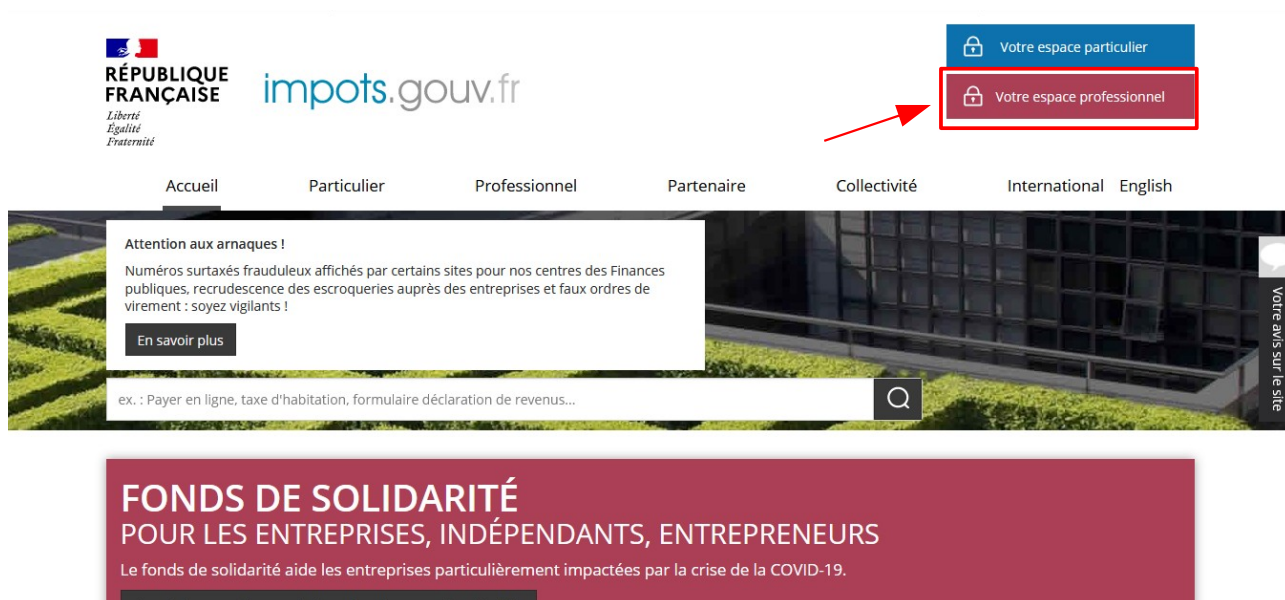 RÉPUBLIQUE
FRANÇAISE
Liberté
Égalité
Fraternité
impots.gouv.fr
Votre espace particulier
Votre espace professionnel
Accueil Particulier Professionnel Partenaire Collectivité International English
Attention aux arnaques !
Numéros surtaxés frauduleux affichés par certains sites pour nos centres des Finances
publiques, recrudescence des escroqueries auprès des entreprises et faux ordres de
virement : soyez vigilants !
En savoir plus
ex. : Payer en ligne, taxe d'habitation, formulaire déclaration de revenus...
Votre avis sur le site
FONDS DE SOLIDARITÉ
POUR LES ENTREPRISES, INDÉPENDANTS, ENTREPRENEURS
Le fonds de solidarité aide les entreprises particulièrement impactées par la crise de la COVID-19.